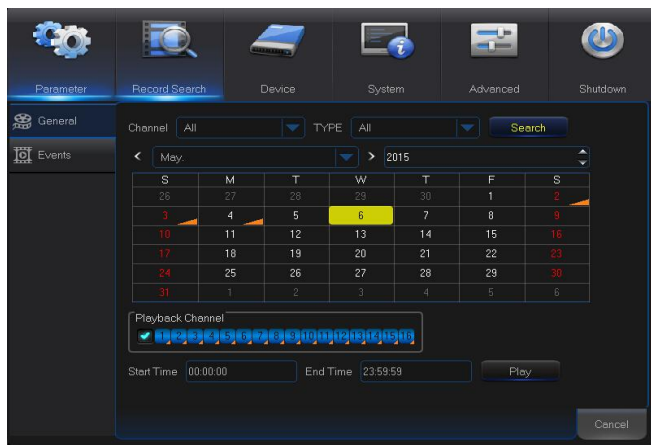 Parameter Record Search Device System Advanced Shutdown
General
Events
Channel All TYPE All Search
< May. > 2015
S M T W T F S
26 27 28 29 30 1 2
3 4 5 6 7 8 9
10 11 12 13 14 15 16
17 18 19 20 21 22 23
24 25 26 27 28 29 30
31 1 2 3 4 5 6
Playback Channel
1 2 3 4 5 6 7 8 9 10 11 12 13 14 15 16
Start Time 00:00:00 End Time 23:59:59 Play
Cancel